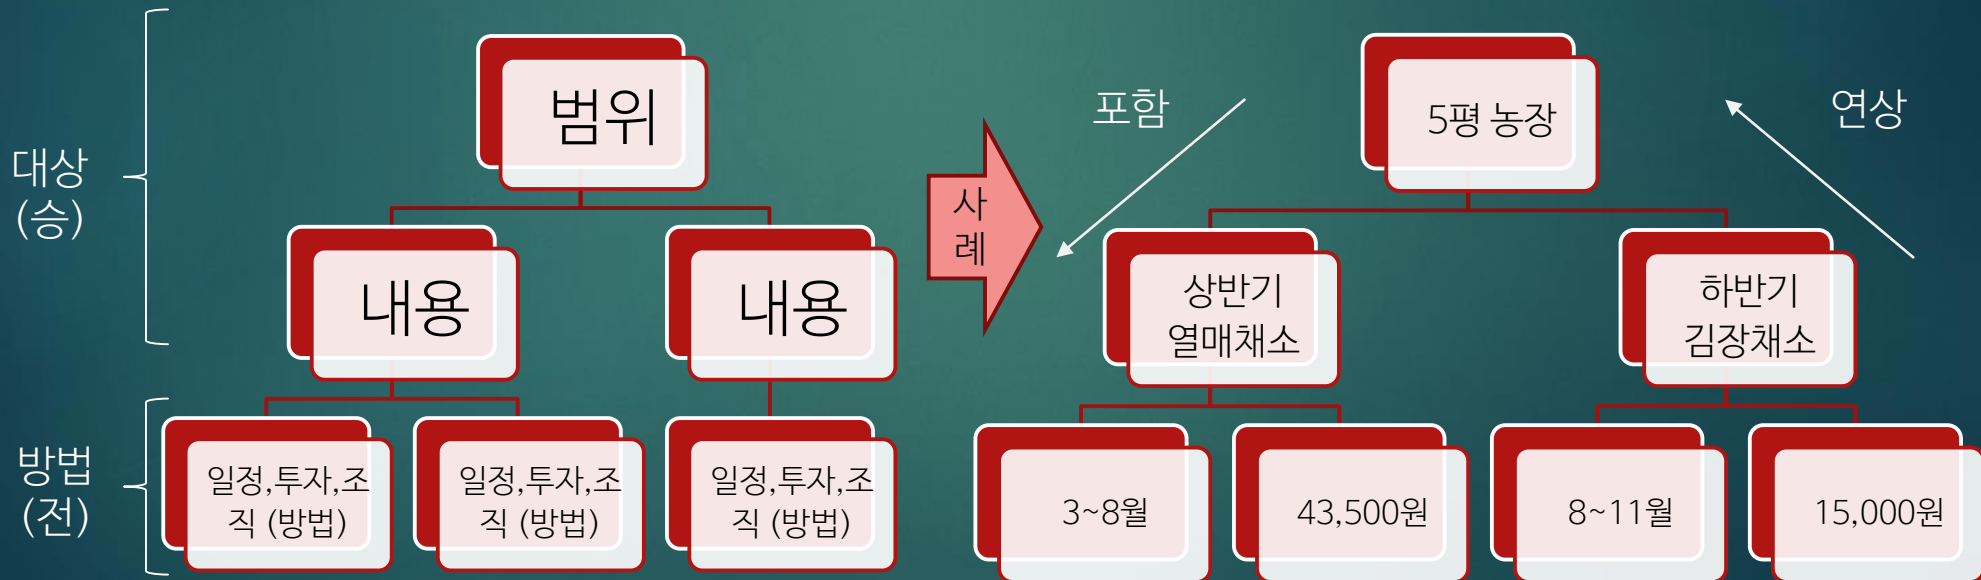 대상
(승)
방법
(전)
범위
내용
내용
일정,투자,조
직 (방법)
일정,투자,조
직 (방법)
일정,투자,조
직 (방법)
사
례
포함
연상
5평 농장
상반기
열매채소
하반기
김장채소
3~8월
43,500원
8~11월
15,000원